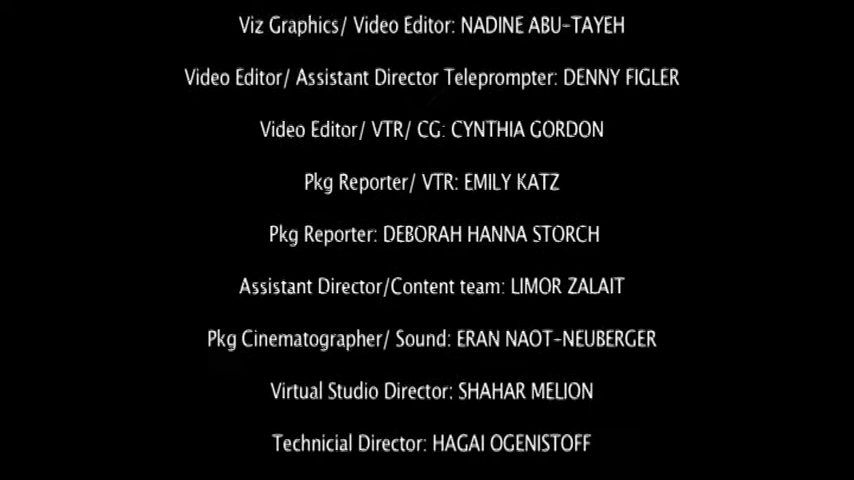 Viz Graphics/ Video Editor: NADINE ABU-TAYEH
Video Editor/ Assistant Director Teleprompter: DENNY FIGLER
Video Editor/ VTR/ CG: CYNTHIA GORDON
Pkg Reporter/ VTR: EMILY KATZ
Pkg Reporter: DEBORAH HANNA STORCH
Assistant Director/Content team: LIMOR ZALAIT
Pkg Cinematographer/ Sound: ERAN NAOT-NEUBERGER
Virtual Studio Director: SHAHAR MELION
Technicial Director: HAGAI OGENISTOFF